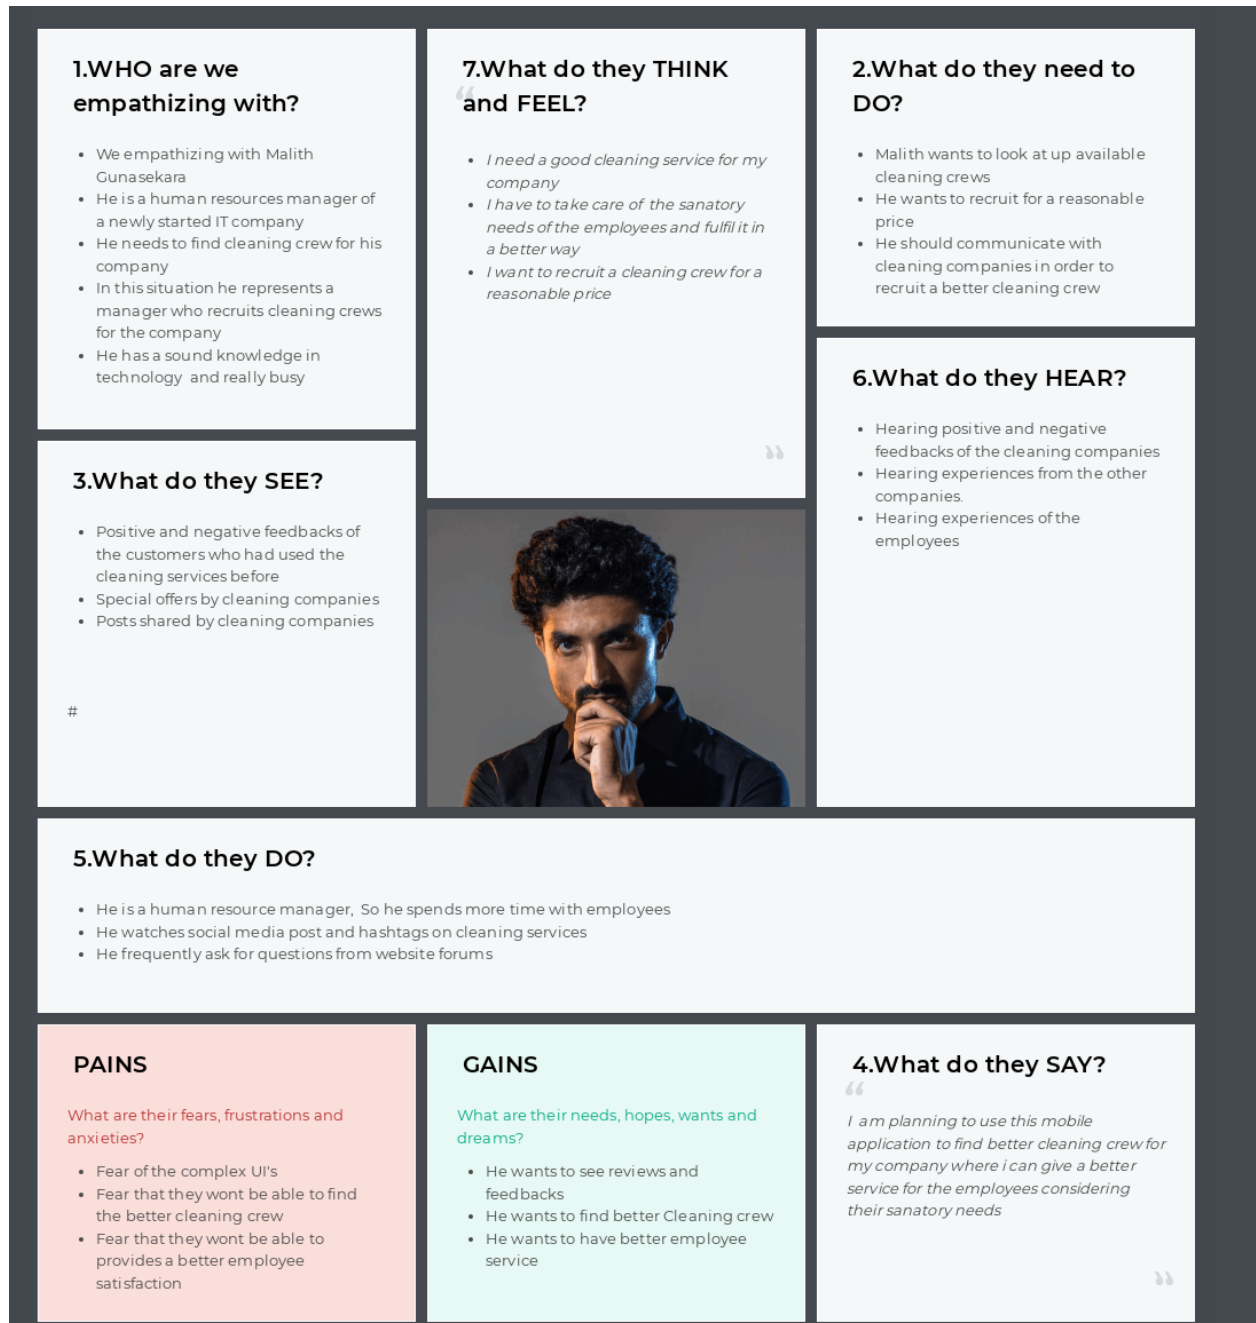 1.WHO are we
empathizing with?
We empathizing with Malith
Gunasekara
He is a human resources manager of
a newly started IT company
He needs to find cleaning crew for his
company
In this situation he represents a
manager who recruits cleaning crews
for the company
He has a sound knowledge in
technology and really busy
7.What do they THINK
“
and FEEL?
I need a good cleaning service for my
company
I have to take care of the sanatory
needs of the employees and fulfil it in
a better way
I want to recruit a cleaning crew for a
reasonable price
”
2.What do they need to
DO?
Malith wants to look at up available
cleaning crews
He wants to recruit for a reasonable
price
He should communicate with
cleaning companies in order to
recruit a better cleaning crew
3.What do they SEE?
Positive and negative feedbacks of
the customers who had used the
cleaning services before
Special offers by cleaning companies
Posts shared by cleaning companies
#
6.What do they HEAR?
Hearing positive and negative
feedbacks of the cleaning companies
Hearing experiences from the other
companies.
Hearing experiences of the
employees
5.What do they DO?
He is a human resource manager, So he spends more time with employees
He watches social media post and hashtags on cleaning services
He frequently ask for questions from website forums
PAINS
What are their fears, frustrations and
anxieties?
Fear of the complex UI's
Fear that they wont be able to find
the better cleaning crew
Fear that they wont be able to
provides a better employee
satisfaction
GAINS
What are their needs, hopes, wants and
dreams?
He wants to see reviews and
feedbacks
He wants to find better Cleaning crew
He wants to have better employee
service
4.What do they SAY?
“
I am planning to use this mobile
application to find better cleaning crew for
my company where i can give a better
service for the employees considering
their sanatory needs
”